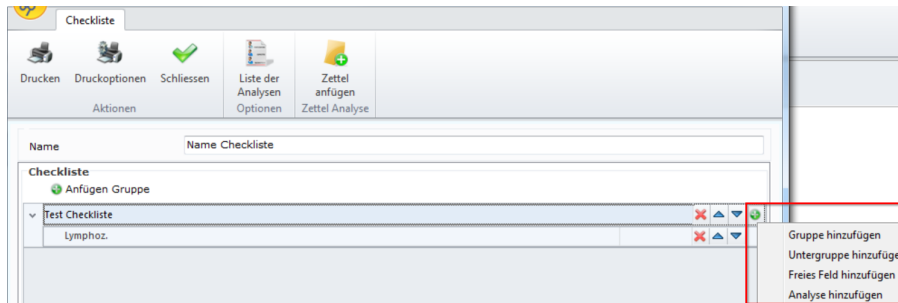 Checkliste
Drucken
Druckoptionen
Schliessen
Liste der
Analysen
Zettel
anfügen
Aktionen
Optionen
Zettel Analyse
Name
Name Checkliste
Checkliste
Anfügen Gruppe
Test Checkliste
Lymphoz.
Gruppe hinzufügen
Untergruppe hinzufüge
Freies Feld hinzufügen
Analyse hinzufügen